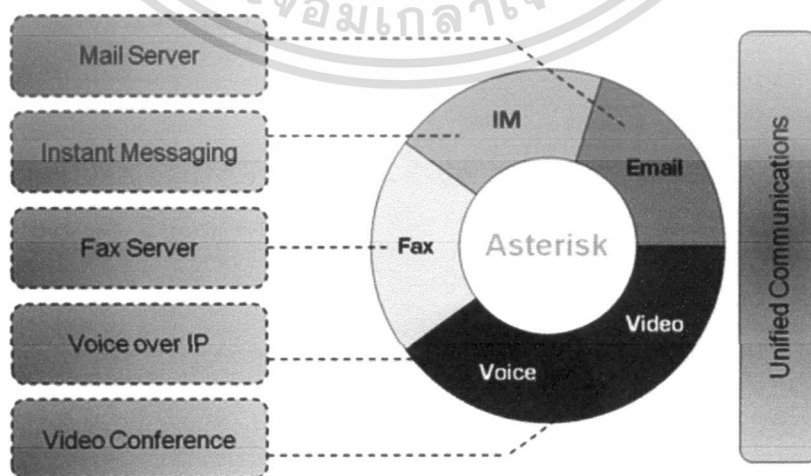 Mail Server
Instant Messaging
Fax Server
Voice over IP
Video Conference
IM
Email
Fax
Asterisk
Video
Voice
Unified Communications